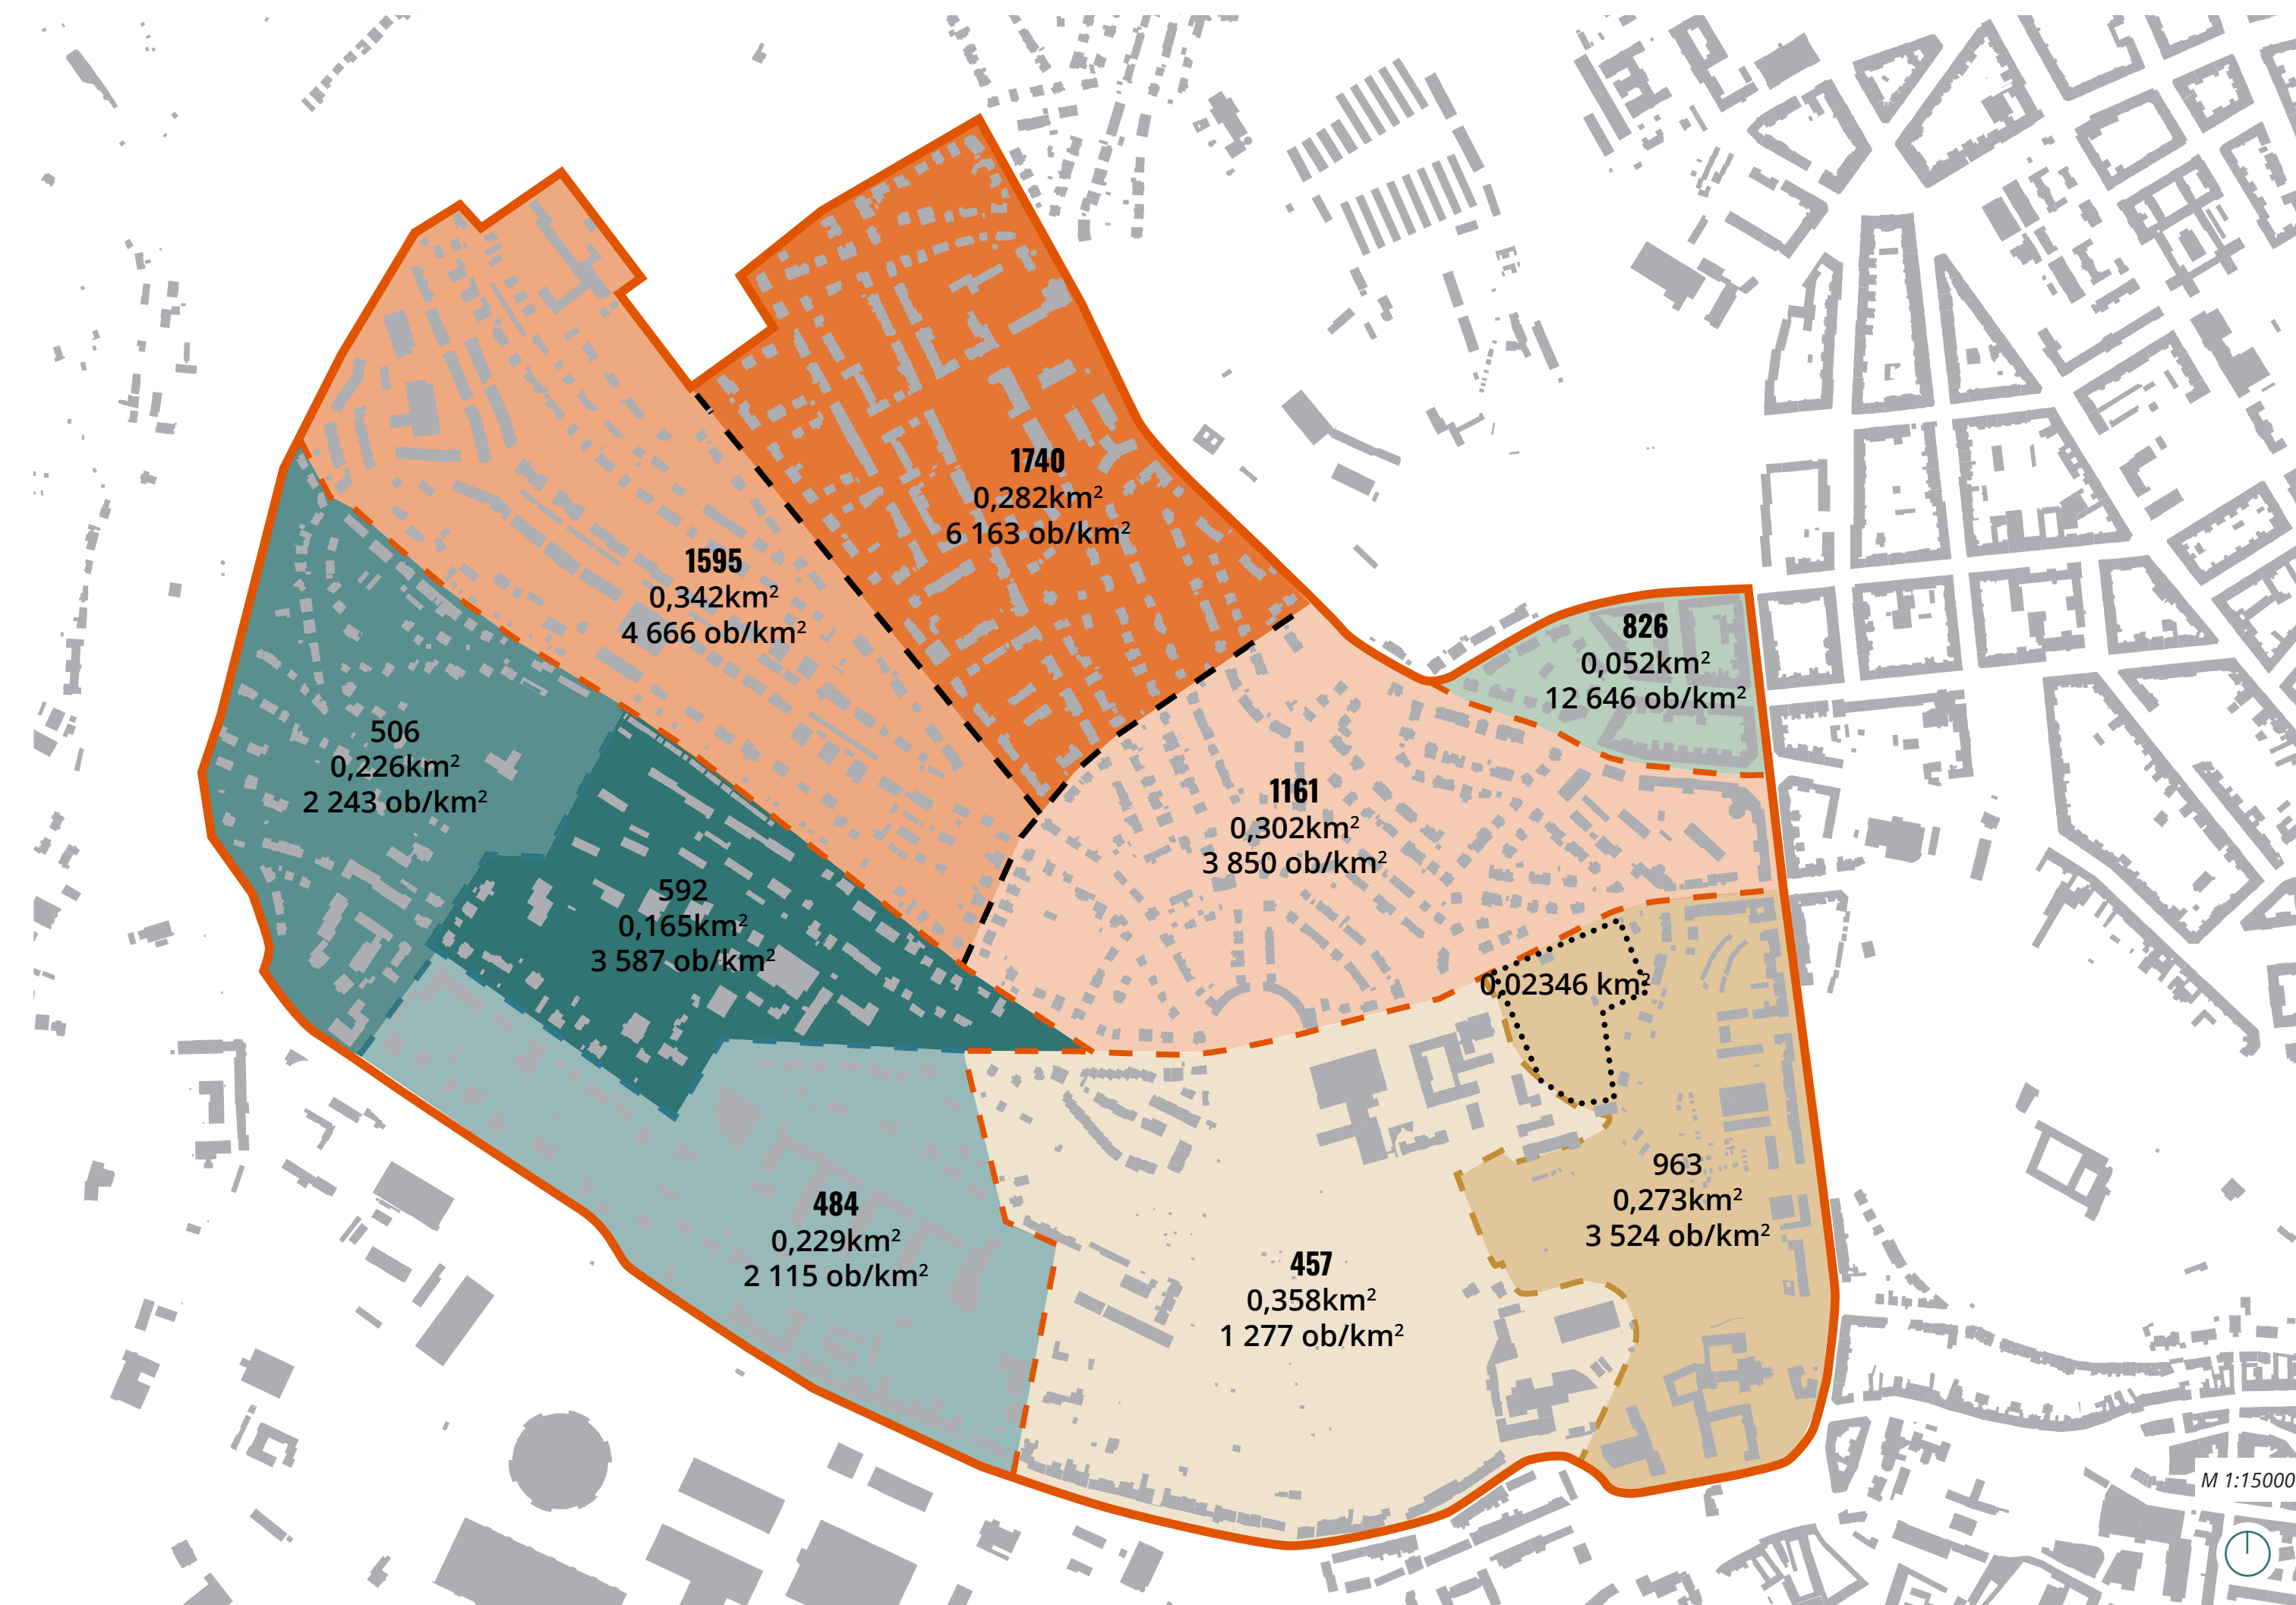 1740
0,282km²
6 163 ob/km²
1595
0,342km²
4 666 ob/km²
826
0,052km²
12 646 ob/km²
506
0,226km²
2 243 ob/km²
1161
0,302km²
3 850 ob/km²
592
0,165km²
3 587 ob/km²
0,02346 km²
963
0,273km²
3 524 ob/km²
484
0,229km²
2 115 ob/km²
457
0,358km²
1 277 ob/km²
M 1:15000